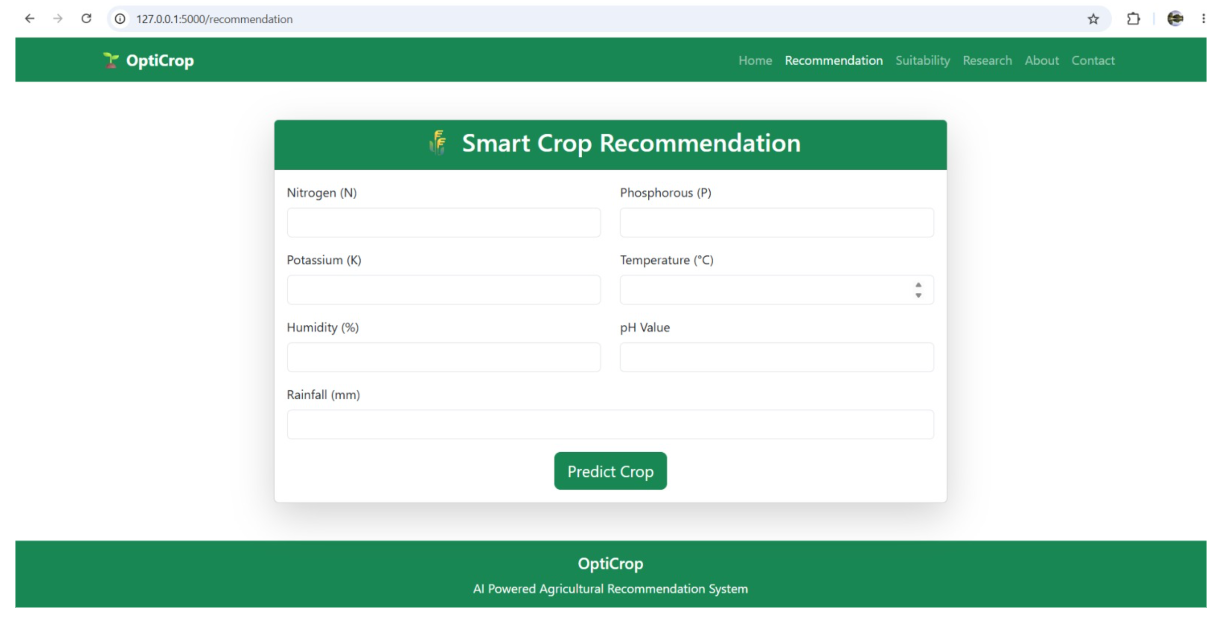 127.0.0.1:5000/recommendation
OptiCrop
Home Recommendation Suitability Research About Contact
Smart Crop Recommendation
Nitrogen (N) Phosphorous (P)
Potassium (K) Temperature (°C)
Humidity (%) pH Value
Rainfall (mm)
Predict Crop
OptiCrop
AI Powered Agricultural Recommendation System